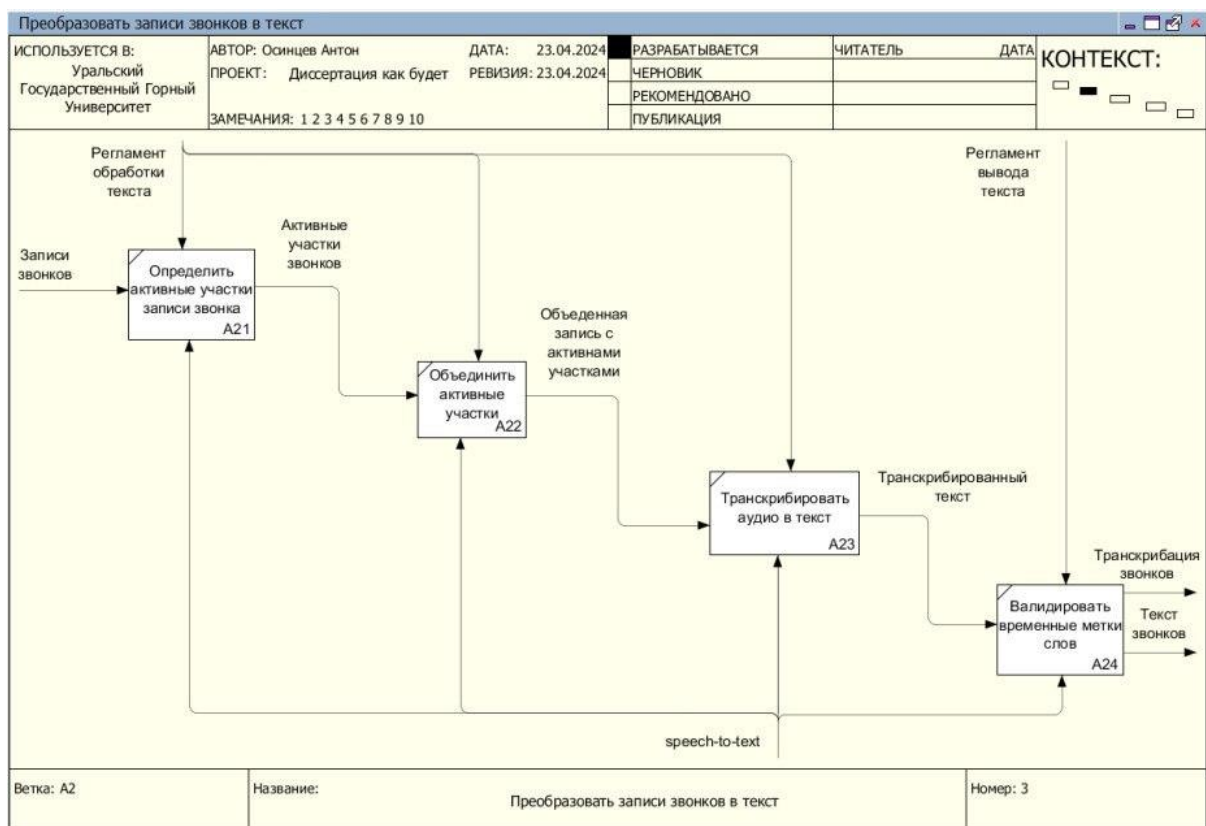 Преобразовать записи звонков в текст
ИСПОЛЬЗУЕТСЯ В:
Уральский
Государственный Горный
Университет
АВТОР: Осинцев Антон
ДАТА: 23.04.2024
ПРОЕКТ: Диссертация как будет
РЕВИЗИЯ: 23.04.2024
ЗАМЕЧАНИЯ: 1 2 3 4 5 6 7 8 9 10
РАЗРАБАТЫВАЕТСЯ
ЧЕРНОВИК
РЕКОМЕНДОВАНО
ПУБЛИКАЦИЯ
ЧИТАТЕЛЬ
ДАТА
КОНТЕКСТ:
Регламент
обработки
текста
Регламент
вывода
текста
Записи
звонков
Определить
активные участки
записи звонка
A21
Активные
участки
звонков
Объединить
активные
участки
A22
Объеденная
запись с
активнами
участками
Транскрибировать
аудио в текст
A23
Транскрибированный
текст
Валидировать
временные метки
слов
A24
Транскрибация
звонков
Текст
звонков
speech-to-text
Ветка: A2
Название:
Преобразовать записи звонков в текст
Номер: 3